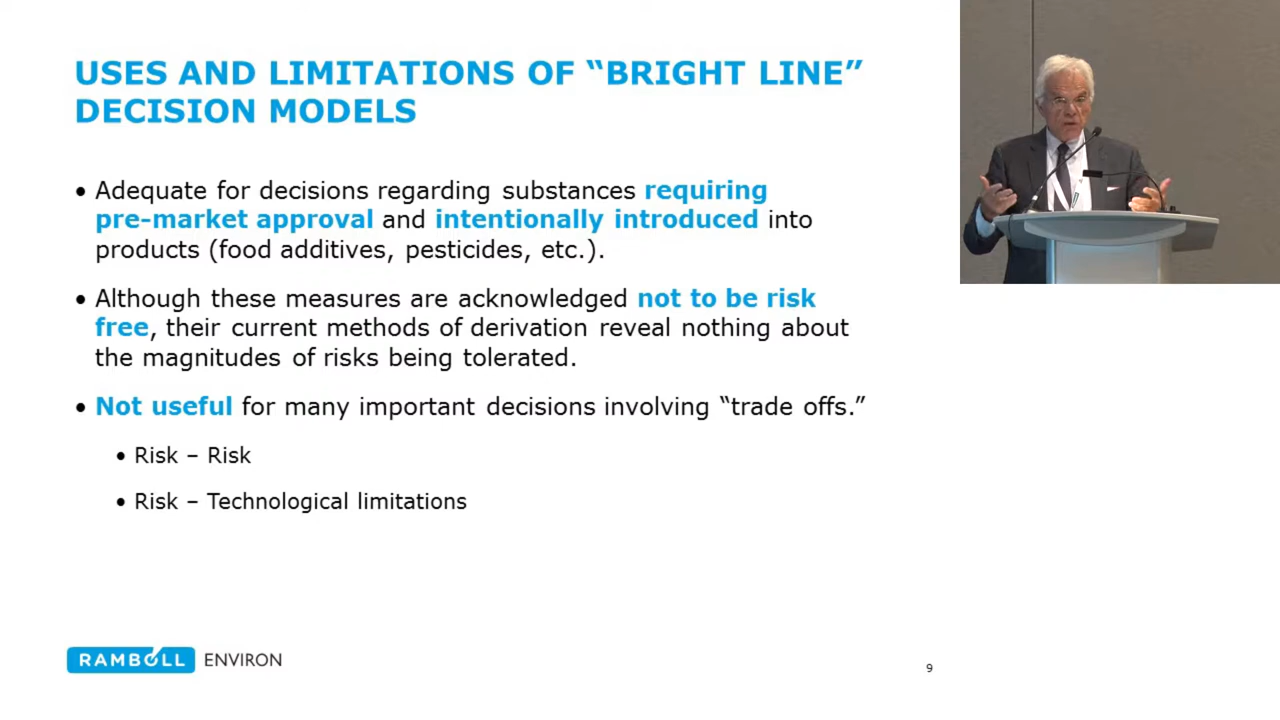 USES AND LIMITATIONS OF “BRIGHT LINE”
DECISION MODELS
• Adequate for decisions regarding substances requiring
pre-market approval and intentionally introduced into
products (food additives, pesticides, etc.).
• Although these measures are acknowledged not to be risk
free, their current methods of derivation reveal nothing about
the magnitudes of risks being tolerated.
• Not useful for many important decisions involving “trade offs.”
• Risk – Risk
• Risk – Technological limitations
RAMBOLL ENVIRON
9